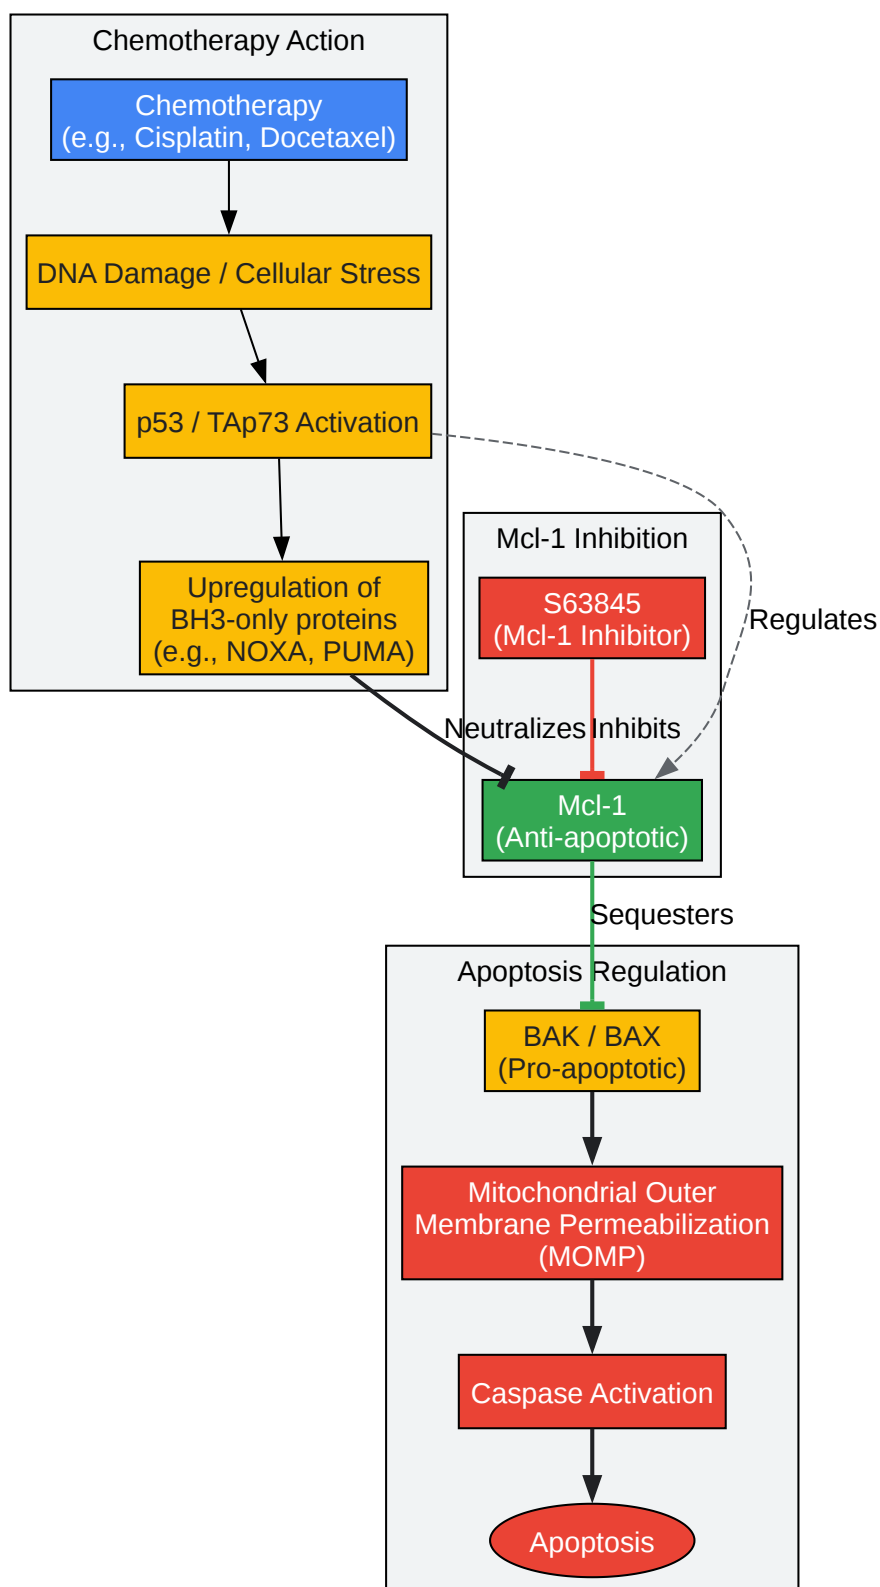 Chemotherapy Action
Chemotherapy
(e.g., Cisplatin, Docetaxel)
DNA Damage / Cellular Stress
p53 / TAp73 Activation
Upregulation of
BH3-only proteins
(e.g., NOXA, PUMA)
Mcl-1 Inhibition
S63845
(Mcl-1 Inhibitor)
Regulates
Neutralizes
Inhibits
Mcl-1
(Anti-apoptotic)
Sequesters
Apoptosis Regulation
BAK / BAX
(Pro-apoptotic)
Mitochondrial Outer
Membrane Permeabilization
(MOMP)
Caspase Activation
Apoptosis